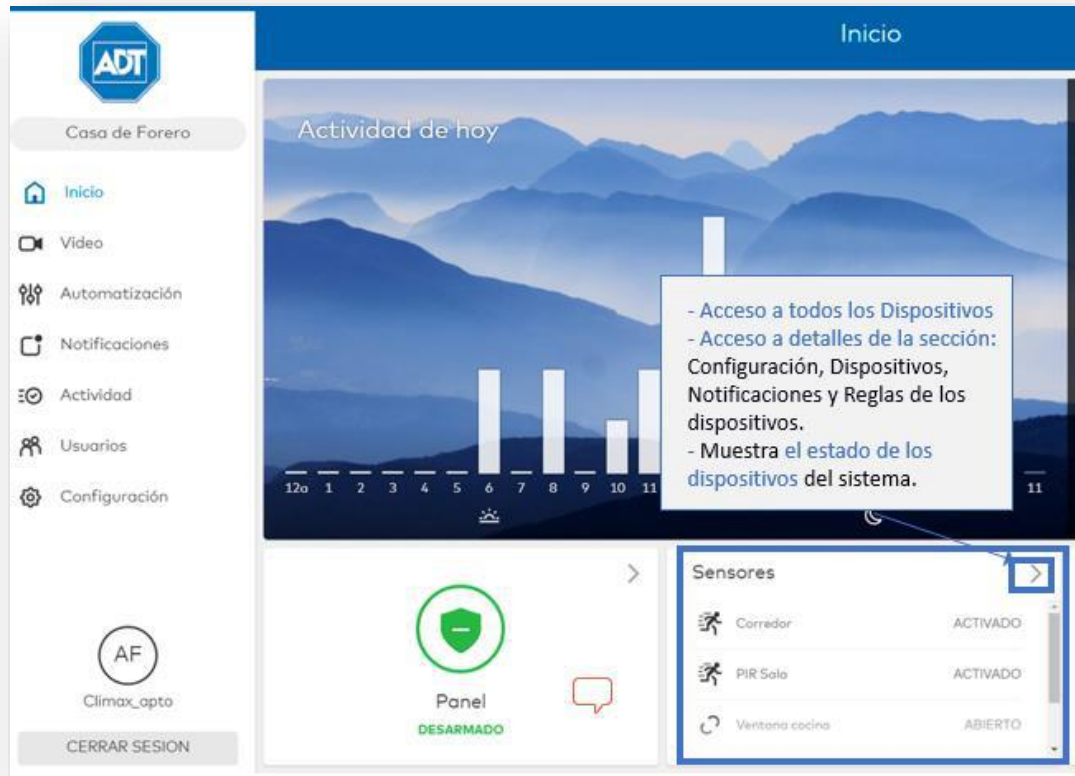 ADT
Inicio
Casa de Forero
Inicio
Video
Automatización
Notificaciones
Actividad
Usuarios
Configuración
AF
Climax_apto
CERRAR SESION
Actividad de hoy
12a 1 2 3 4 5 6 7 8 9 10 11
11
- Acceso a todos los Dispositivos
- Acceso a detalles de la sección:
Configuración, Dispositivos,
Notificaciones y Reglas de los
dispositivos.
- Muestra el estado de los
dispositivos del sistema.
Panel
DESARMADO
Sensores
Corredor ACTIVADO
PIR Sala ACTIVADO
Ventana cocina ABIERTO